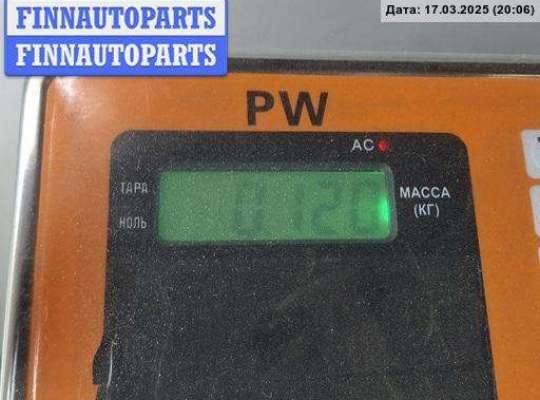 FINNAUTOPARTS
FINNAUTOPARTS
Дата: 17.03.2025 (20:06)
PW
AC
ТАРА
НОЛЬ
0.120
МАССА
(КГ)